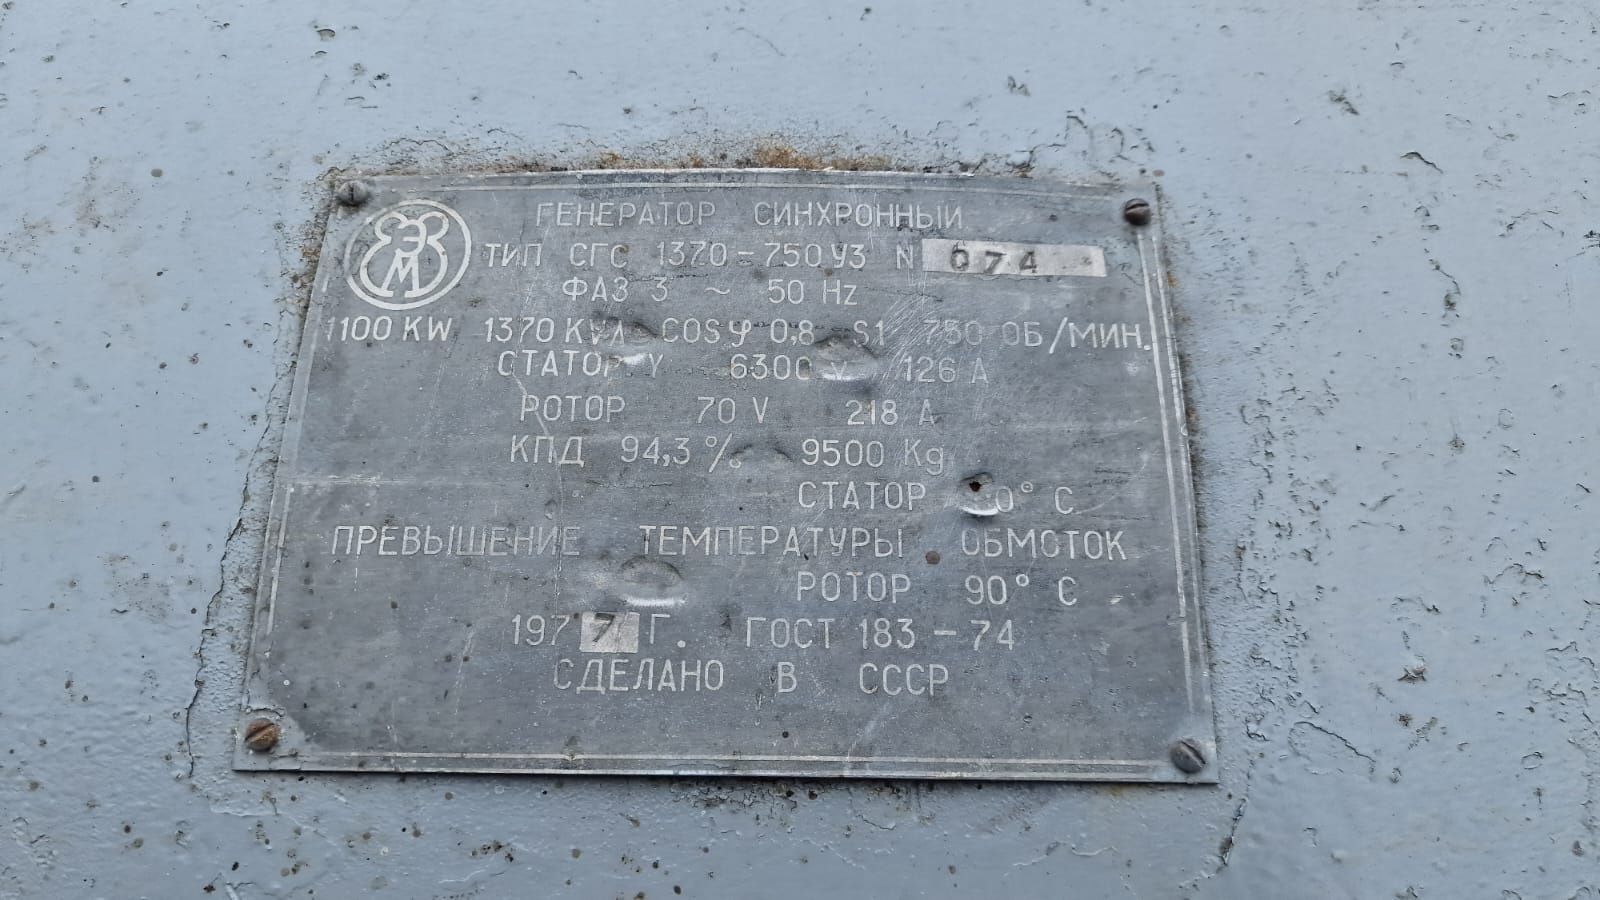 ЭЗМ
ГЕНЕРАТОР СИНХРОННЫЙ
ТИП СГС 1370-750У3 N 074
ФАЗ 3 ~ 50 Hz
1100 KW 1370 KVA COSφ 0,8 S1 750 ОБ/МИН.
СТАТОР Y 6300 V 126 A
РОТОР 70 V 218 A
КПД 94,3 % 9500 Kg
СТАТОР °C
ПРЕВЫШЕНИЕ ТЕМПЕРАТУРЫ ОБМОТОК
РОТОР 90° C
1977 Г. ГОСТ 183-74
СДЕЛАНО В СССР